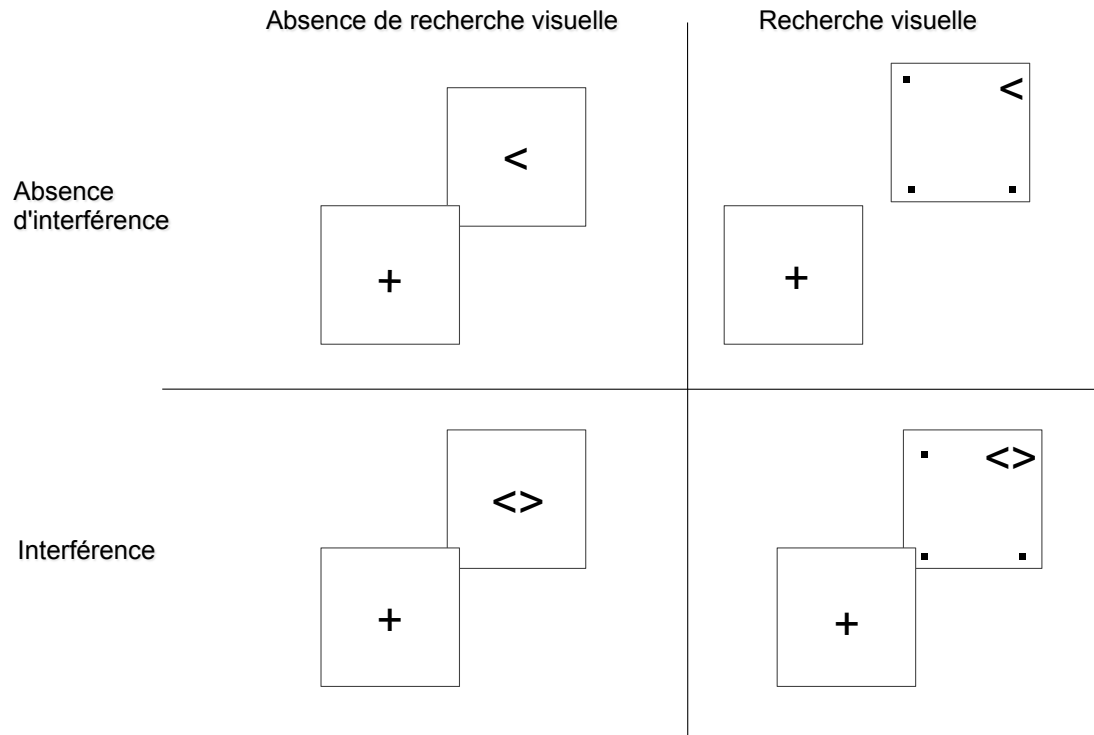 Absence de recherche visuelle
Recherche visuelle
<
<
Absence
d'interférence
+
+
<>
<>
Interférence
+
+